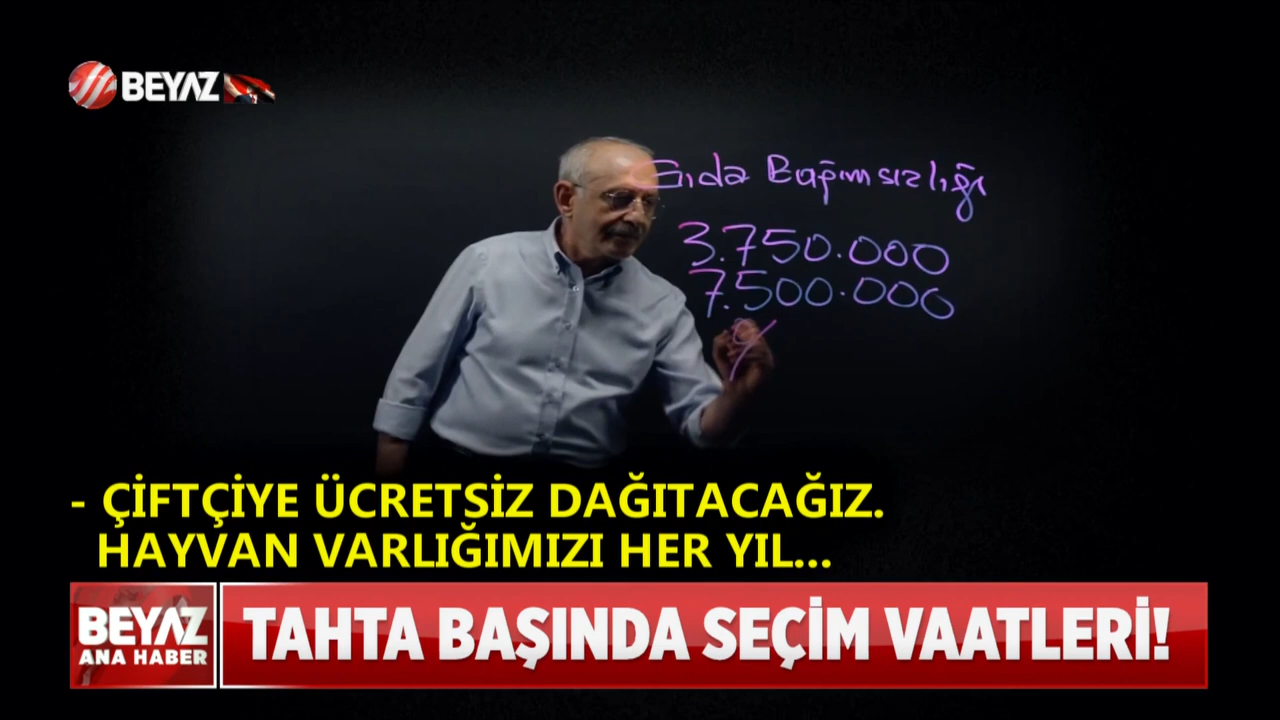 BEYAZ
Gıda Bağımsızlığı
3.750.000
7.500.000
%
- ÇİFTÇİYE ÜCRETSİZ DAĞITACAĞIZ.
HAYVAN VARLIĞIMIZI HER YIL...
BEYAZ
ANA HABER
TAHTA BAŞINDA SEÇİM VAATLERİ!